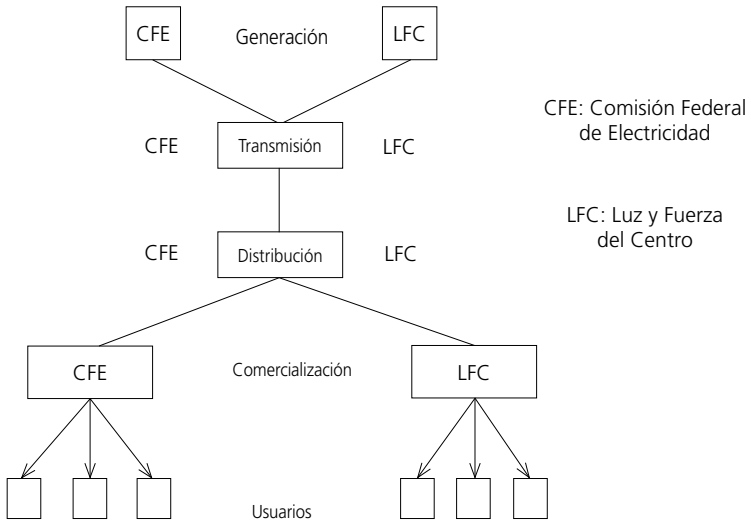 CFE Generación LFC
CFE: Comisión Federal
de Electricidad
CFE Transmisión LFC
LFC: Luz y Fuerza
del Centro
CFE Distribución LFC
CFE Comercialización LFC
Usuarios